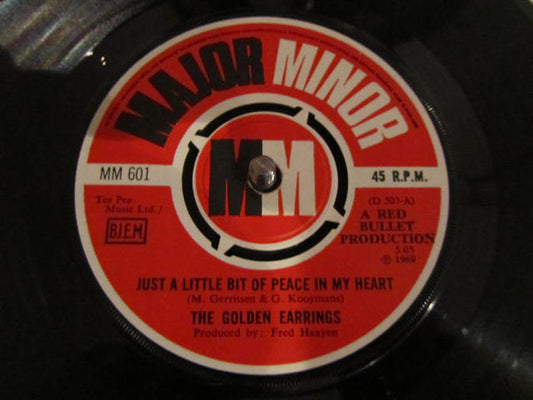 MAJOR MINOR
MM 601
45 R.P.M.
MM
Tee Pee
Music Ltd./
BIEM
(D 503-A)
A RED
BULLET
PRODUCTION
5.05
℗ 1969
JUST A LITTLE BIT OF PEACE IN MY HEART
(M. Gerritsen & G. Kooymans)
THE GOLDEN EARRINGS
Produced by: Fred Haayen